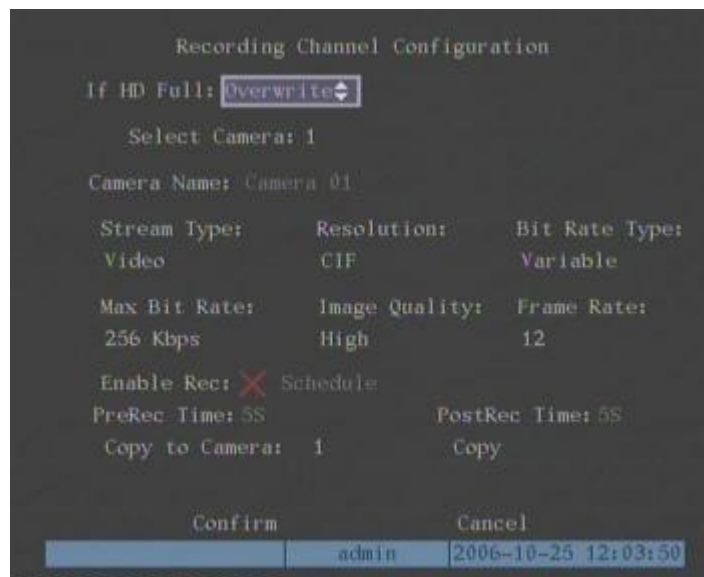 Recording Channel Configuration
If HD Full: Overwrite
Select Camera: 1
Camera Name: Camera 01
Stream Type: Resolution: Bit Rate Type:
Video CIF Variable
Max Bit Rate: Image Quality: Frame Rate:
256 Kbps High 12
Enable Rec: Schedule
PreRec Time: 5S PostRec Time: 5S
Copy to Camera: 1 Copy
Confirm Cancel
admin 2006-10-25 12:03:50